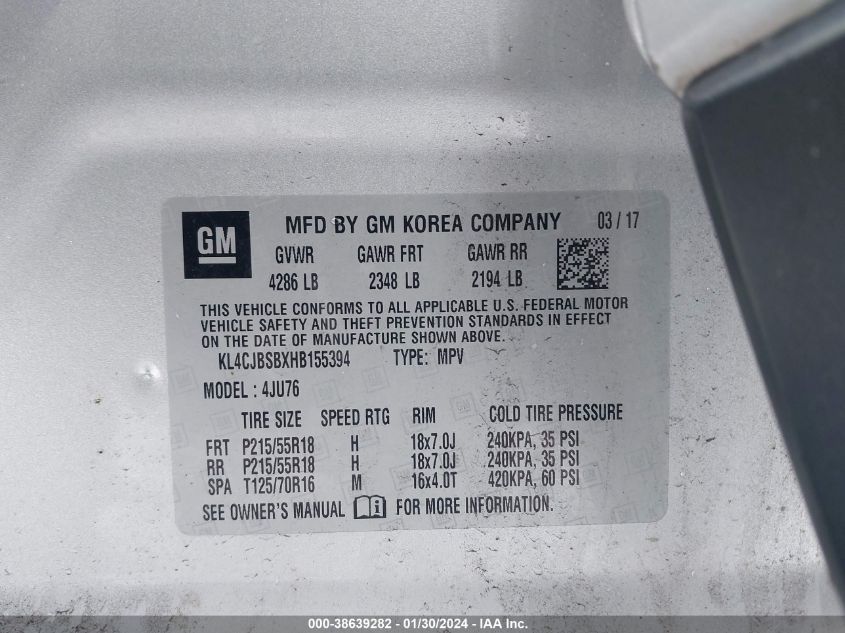 GM
MFD BY GM KOREA COMPANY 03 / 17
GVWR GAWR FRT GAWR RR
4286 LB 2348 LB 2194 LB
THIS VEHICLE CONFORMS TO ALL APPLICABLE U.S. FEDERAL MOTOR
VEHICLE SAFETY AND THEFT PREVENTION STANDARDS IN EFFECT
ON THE DATE OF MANUFACTURE SHOWN ABOVE.
KL4CJBSBXHB155394 TYPE: MPV
MODEL : 4JU76
TIRE SIZE SPEED RTG RIM COLD TIRE PRESSURE
FRT P215/55R18 H 18x7.0J 240KPA, 35 PSI
RR P215/55R18 H 18x7.0J 240KPA, 35 PSI
SPA T125/70R16 M 16x4.0T 420KPA, 60 PSI
SEE OWNER'S MANUAL FOR MORE INFORMATION.
000-38639282 - 01/30/2024 - IAA Inc.